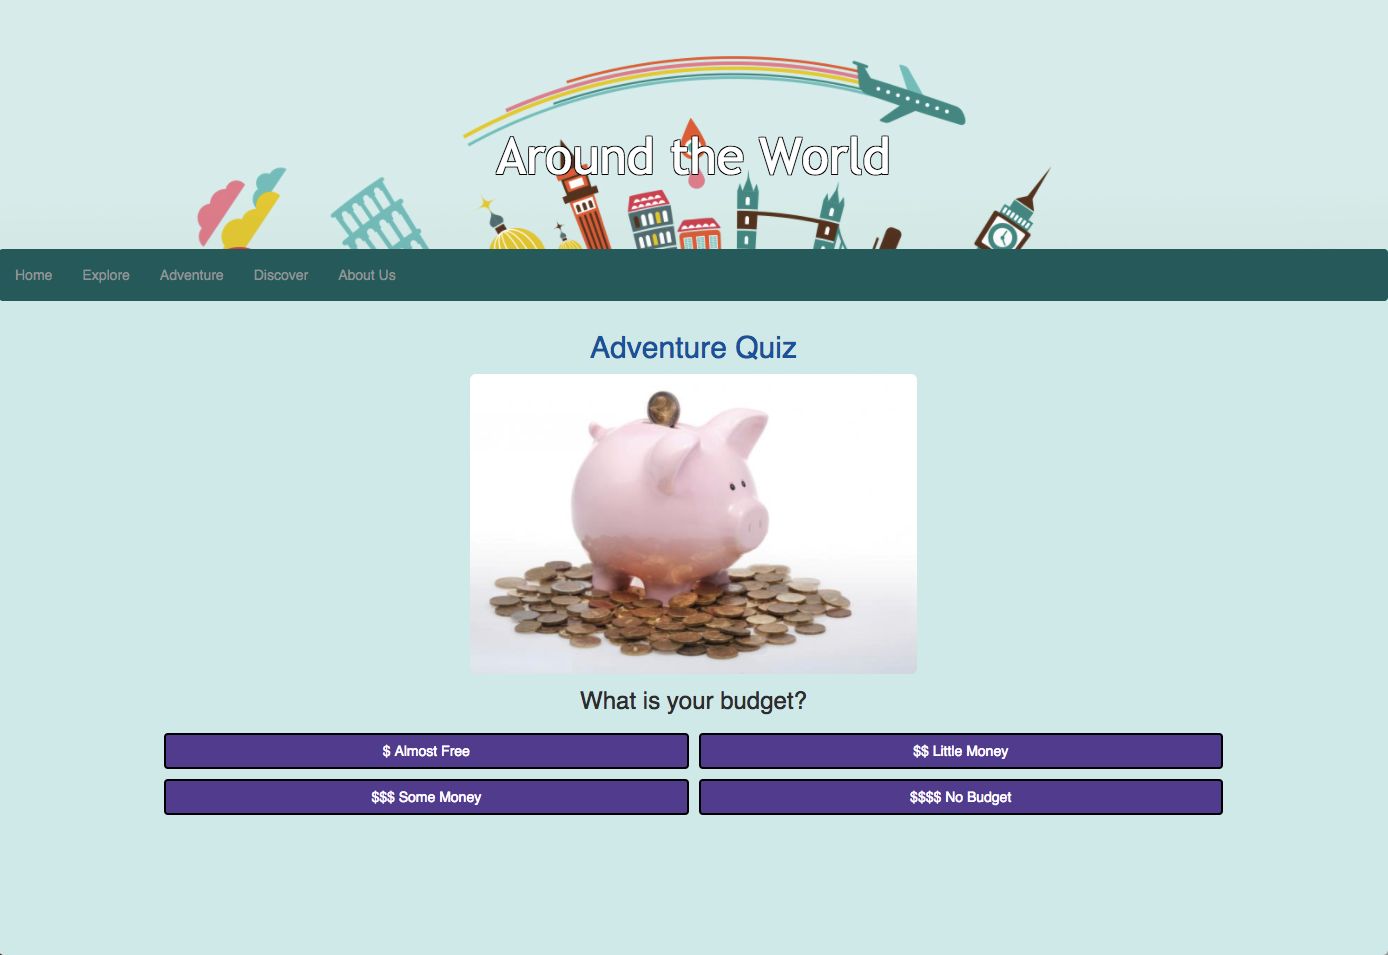 Around the World
Home Explore Adventure Discover About Us
Adventure Quiz
What is your budget?
$ Almost Free $$ Little Money
$$$ Some Money $$$$ No Budget